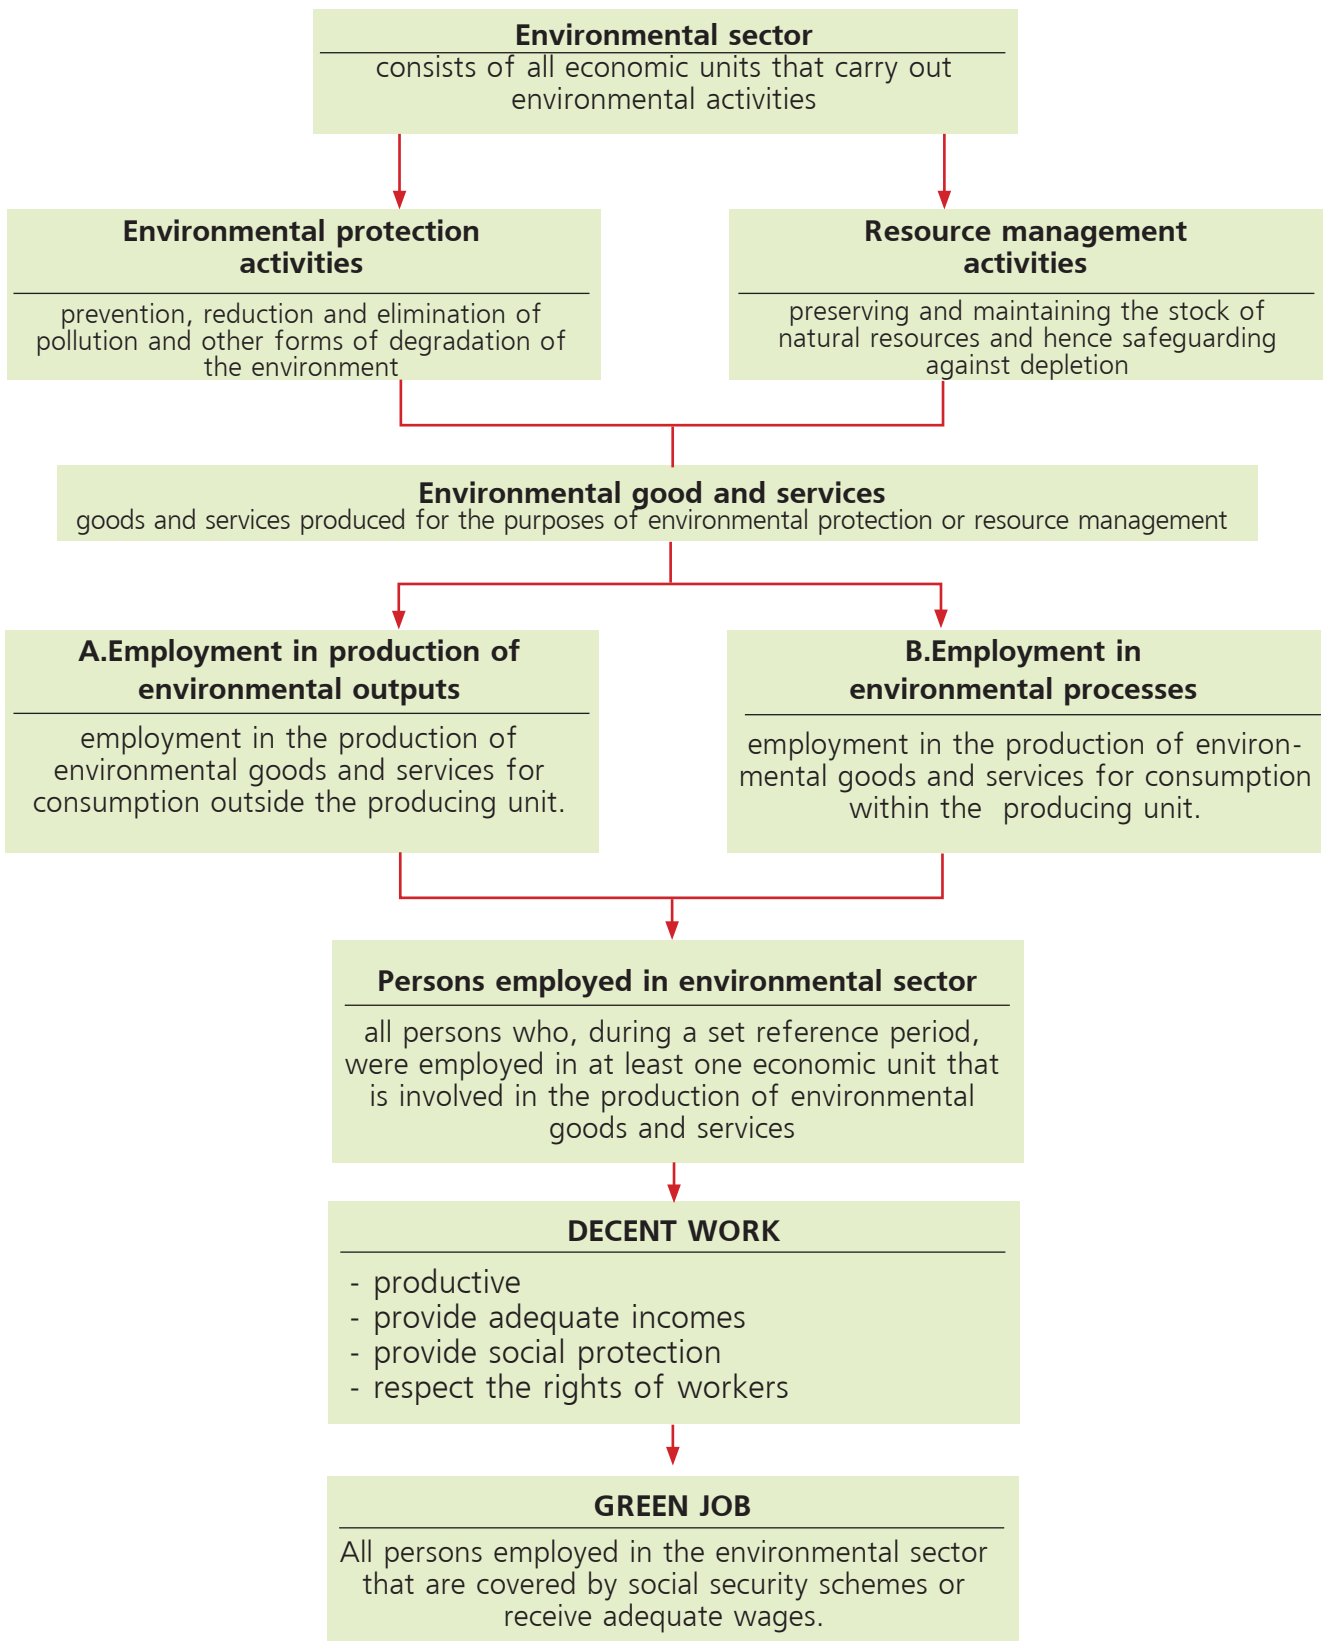 Environmental sector
consists of all economic units that carry out
environmental activities
Environmental protection
activities
prevention, reduction and elimination of
pollution and other forms of degradation of
the environment
Resource management
activities
preserving and maintaining the stock of
natural resources and hence safeguarding
against depletion
Environmental good and services
goods and services produced for the purposes of environmental protection or resource management
A.Employment in production of
environmental outputs
employment in the production of
environmental goods and services for
consumption outside the producing unit.
B.Employment in
environmental processes
employment in the production of environ-
mental goods and services for consumption
within the producing unit.
Persons employed in environmental sector
all persons who, during a set reference period,
were employed in at least one economic unit that
is involved in the production of environmental
goods and services
DECENT WORK
- productive
- provide adequate incomes
- provide social protection
- respect the rights of workers
GREEN JOB
All persons employed in the environmental sector
that are covered by social security schemes or
receive adequate wages.